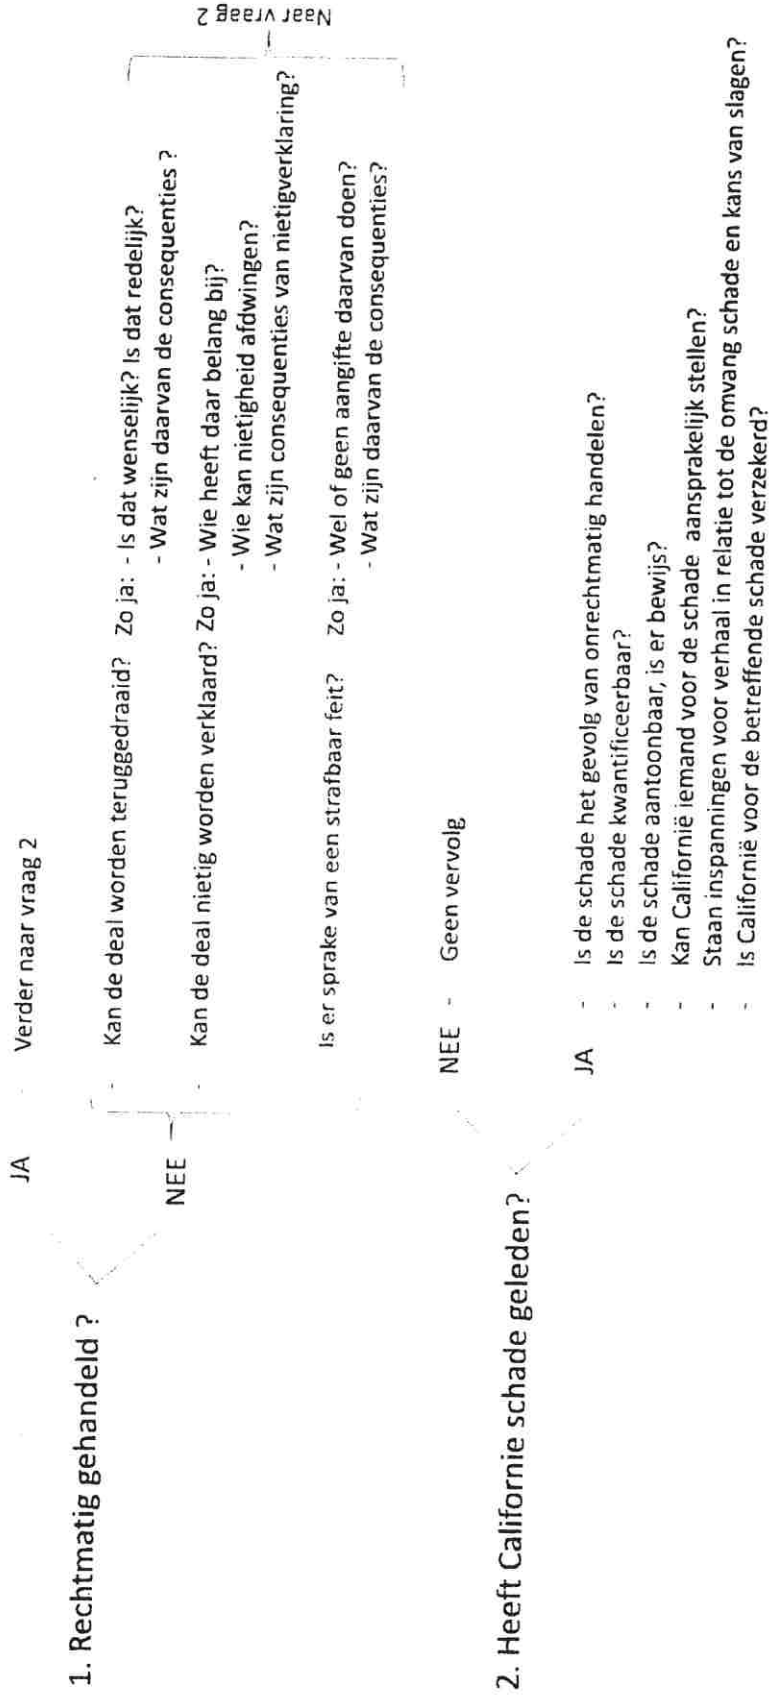 1. Rechtmatig gehandeld ?
JA - Verder naar vraag 2
NEE
- Kan de deal worden teruggedraaid? Zo ja: - Is dat wenselijk? Is dat redelijk?
- Wat zijn daarvan de consequenties ?
- Kan de deal nietig worden verklaard? Zo ja: - Wie heeft daar belang bij?
- Wie kan nietigheid afdwingen?
- Wat zijn consequenties van nietigverklaring?
Is er sprake van een strafbaar feit? Zo ja: - Wel of geen aangifte daarvan doen?
- Wat zijn daarvan de consequenties?
Naar vraag 2
2. Heeft Californie schade geleden?
NEE - Geen vervolg
JA - Is de schade het gevolg van onrechtmatig handelen?
- Is de schade kwantificeerbaar?
- Is de schade aantoonbaar, is er bewijs?
- Kan Californië iemand voor de schade aansprakelijk stellen?
- Staan inspanningen voor verhaal in relatie tot de omvang schade en kans van slagen?
- Is Californië voor de betreffende schade verzekerd?